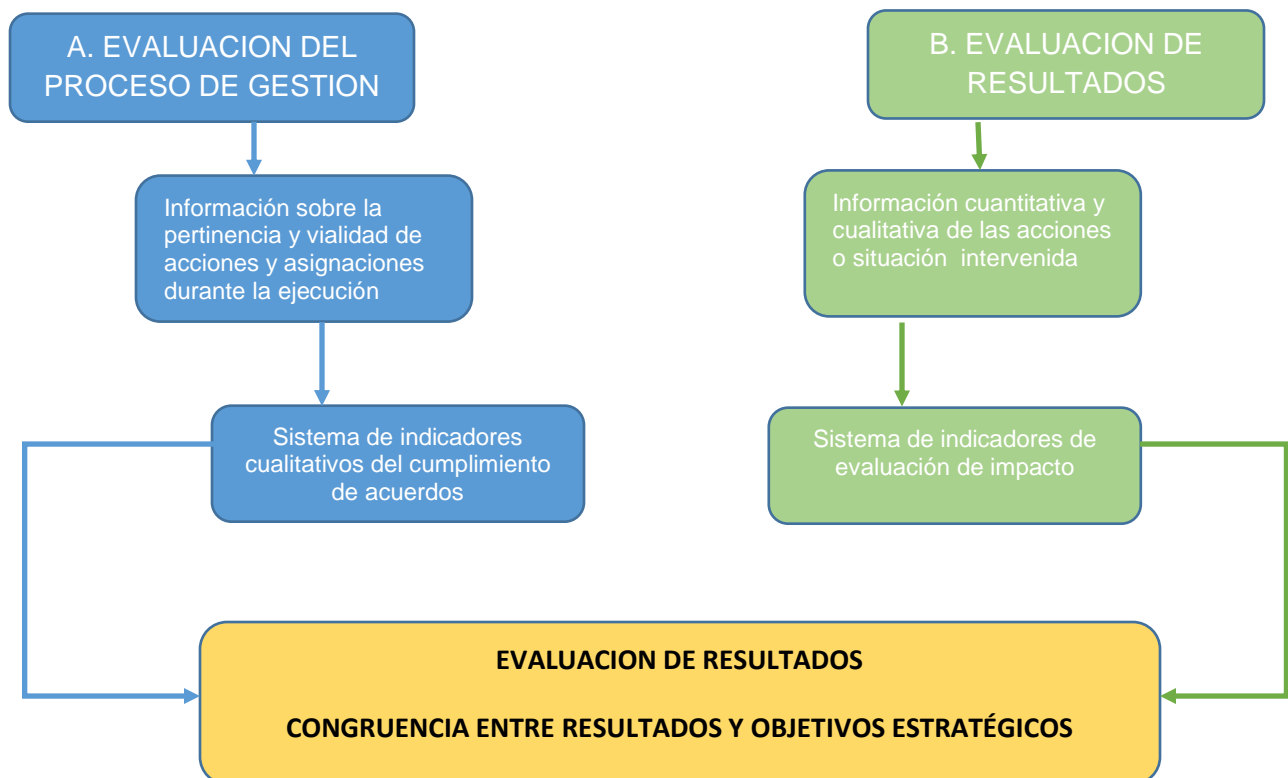 A. EVALUACION DEL
PROCESO DE GESTION
Información sobre la
pertinencia y vialidad de
acciones y asignaciones
durante la ejecución
Sistema de indicadores
cualitativos del cumplimiento
de acuerdos
B. EVALUACION DE
RESULTADOS
Información cuantitativa y
cualitativa de las acciones
o situación intervenida
Sistema de indicadores de
evaluación de impacto
EVALUACION DE RESULTADOS
CONGRUENCIA ENTRE RESULTADOS Y OBJETIVOS ESTRATÉGICOS